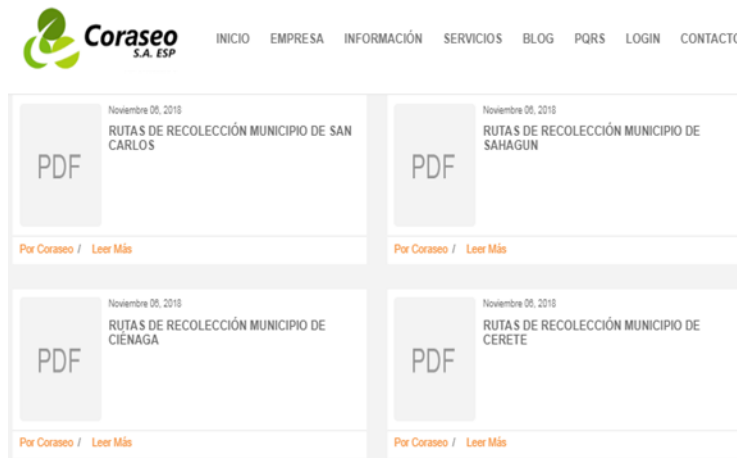 Coraseo
S.A. ESP
INICIO EMPRESA INFORMACIÓN SERVICIOS BLOG PQRS LOGIN CONTACTO
Noviembre 06, 2018
RUTAS DE RECOLECCIÓN MUNICIPIO DE SAN
CARLOS
PDF
Por Coraseo / Leer Más
Noviembre 06, 2018
RUTAS DE RECOLECCIÓN MUNICIPIO DE
SAHAGUN
PDF
Por Coraseo / Leer Más
Noviembre 06, 2018
RUTAS DE RECOLECCIÓN MUNICIPIO DE
CIÉNAGA
PDF
Por Coraseo / Leer Más
Noviembre 06, 2018
RUTAS DE RECOLECCIÓN MUNICIPIO DE
CERETE
PDF
Por Coraseo / Leer Más